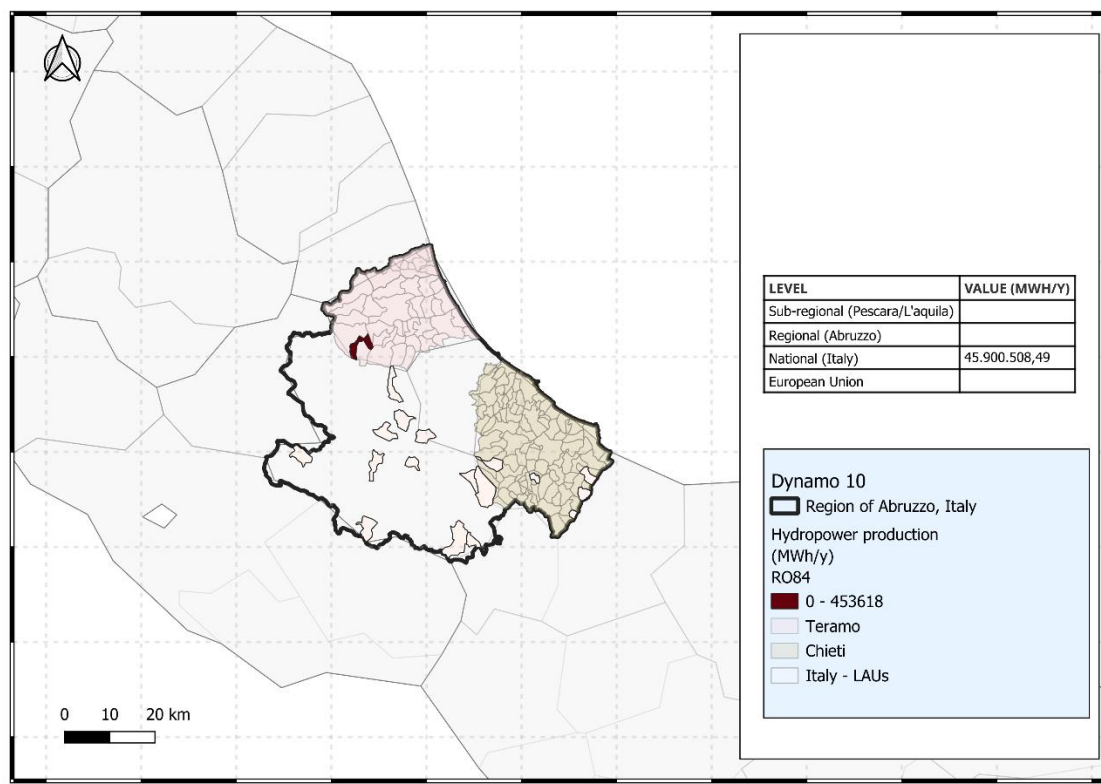 LEVEL VALUE (MWH/Y)
Sub-regional (Pescara/L'aquila)
Regional (Abruzzo)
National (Italy) 45.900.508,49
European Union
Dynamo 10
Region of Abruzzo, Italy
Hydropower production
(MWh/y)
RO84
0 - 453618
Teramo
Chieti
Italy - LAUs
0 10 20 km